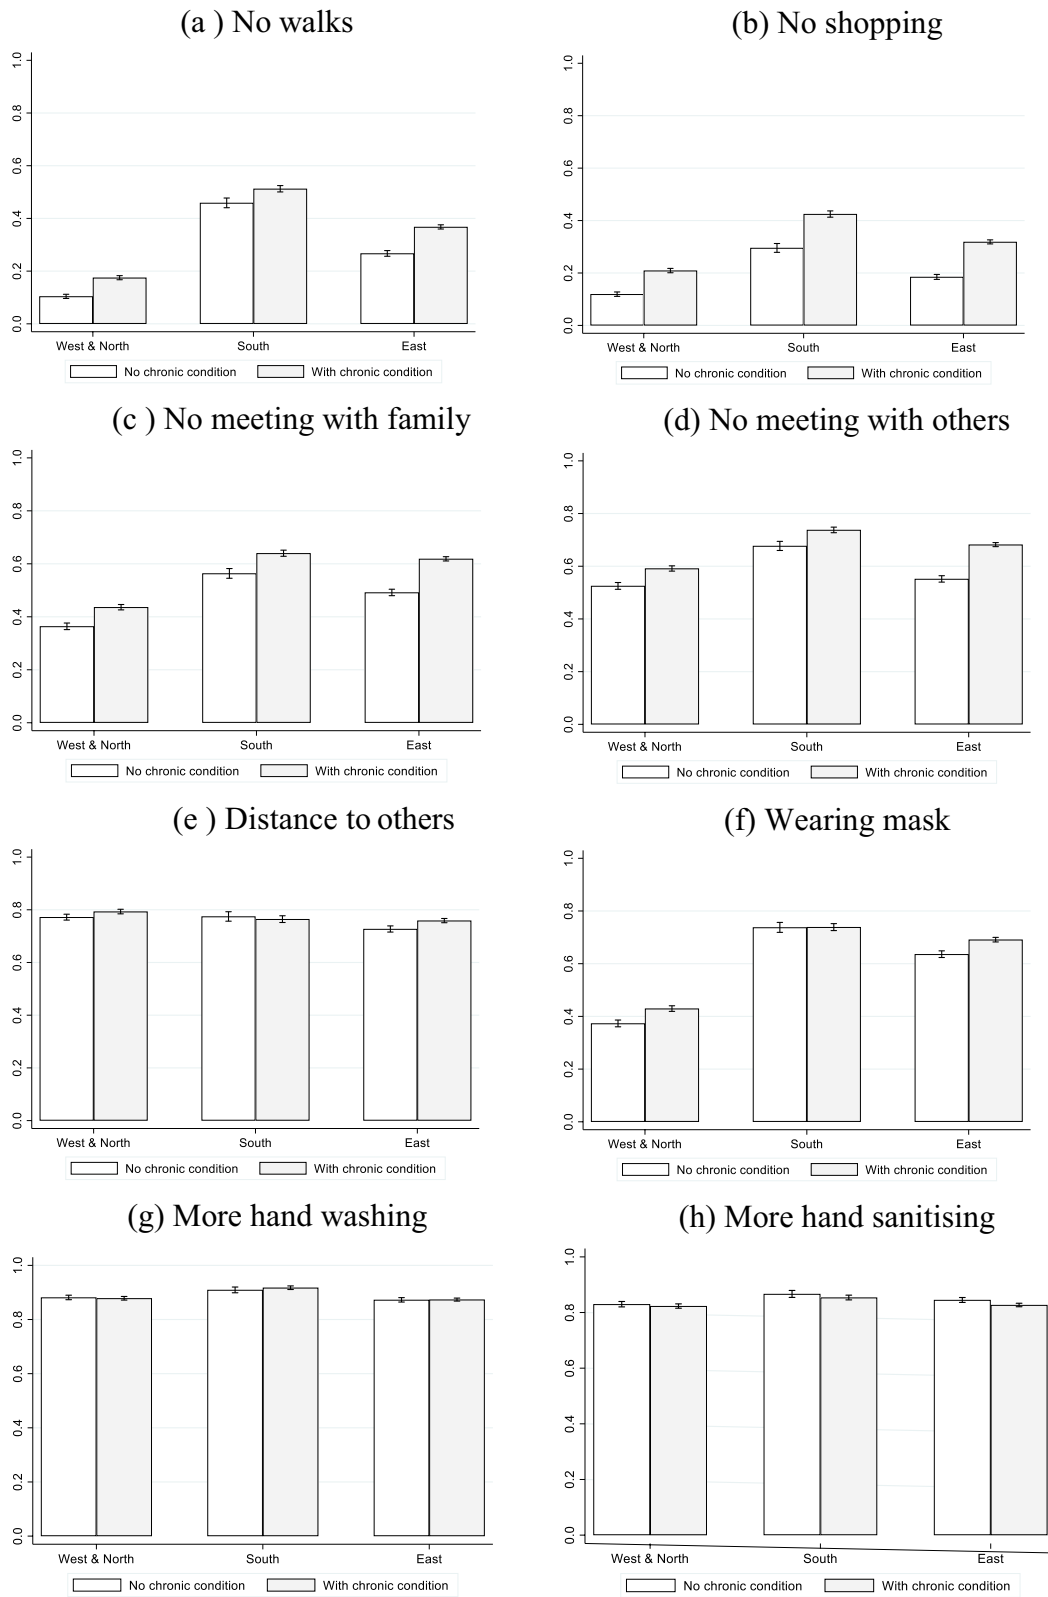 (a ) No walks
1.0
0.8
0.6
0.4
0.2
0.0
West & North South East
No chronic condition With chronic condition
(b) No shopping
1.0
0.8
0.6
0.4
0.2
0.0
West & North South East
No chronic condition With chronic condition
(c ) No meeting with family
1.0
0.8
0.6
0.4
0.2
0.0
West & North South East
No chronic condition With chronic condition
(d) No meeting with others
1.0
0.8
0.6
0.4
0.2
0.0
West & North South East
No chronic condition With chronic condition
(e ) Distance to others
1.0
0.8
0.6
0.4
0.2
0.0
West & North South East
No chronic condition With chronic condition
(f) Wearing mask
1.0
0.8
0.6
0.4
0.2
0.0
West & North South East
No chronic condition With chronic condition
(g) More hand washing
1.0
0.8
0.6
0.4
0.2
0.0
West & North South East
No chronic condition With chronic condition
(h) More hand sanitising
1.0
0.8
0.6
0.4
0.2
0.0
West & North South East
No chronic condition With chronic condition